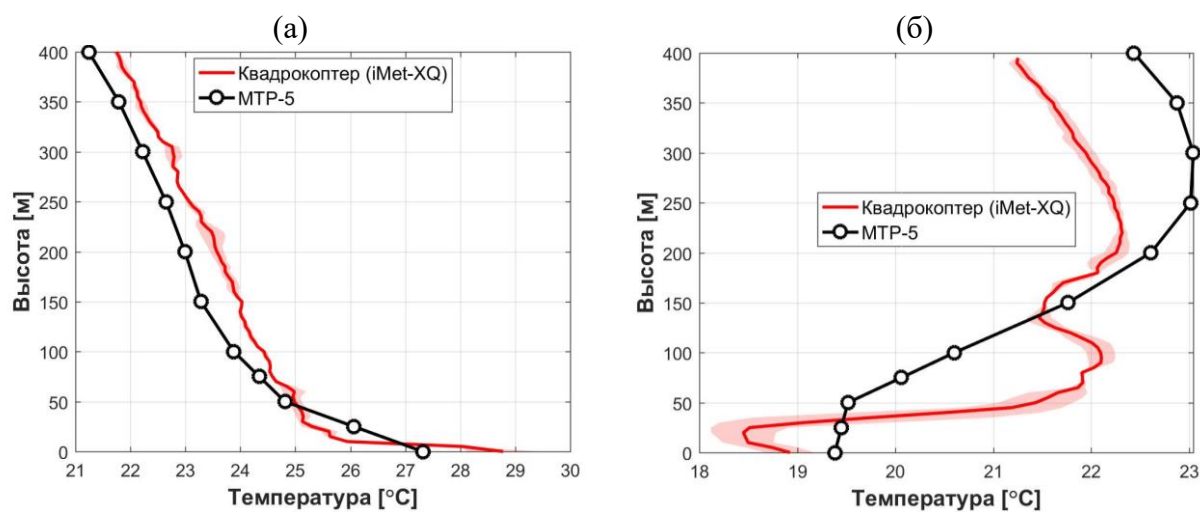 (а)
400
350
300
250
200
150
100
50
0
Высота [м]
Квадрокоптер (iMet-XQ)
МТР-5
21 22 23 24 25 26 27 28 29 30
Температура [°С]
(б)
400
350
300
250
200
150
100
50
0
Высота [м]
Квадрокоптер (iMet-XQ)
МТР-5
18 19 20 21 22 23
Температура [°С]